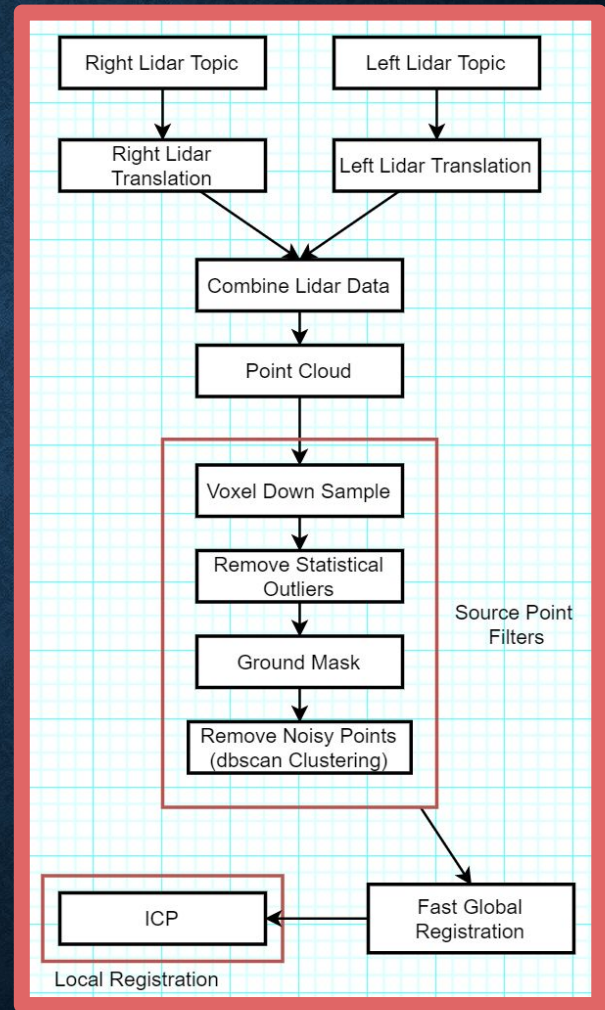 Right Lidar Topic
Left Lidar Topic
Right Lidar
Translation
Left Lidar Translation
Combine Lidar Data
Point Cloud
Voxel Down Sample
Remove Statistical
Outliers
Source Point
Filters
Ground Mask
Remove Noisy Points
(dbscan Clustering)
Fast Global
Registration
ICP
Local Registration